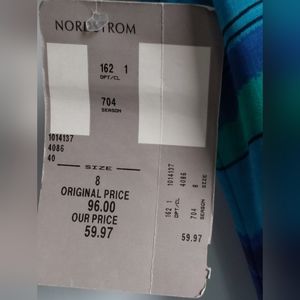 NORDSTROM
162 1
DPT/CL
704
SEASON
1014137
4086
40
SIZE
8
ORIGINAL PRICE
96.00
OUR PRICE
59.97
1014137
4086
8
SIZE
162 1
DPT/CL
704
SEASON
59.97